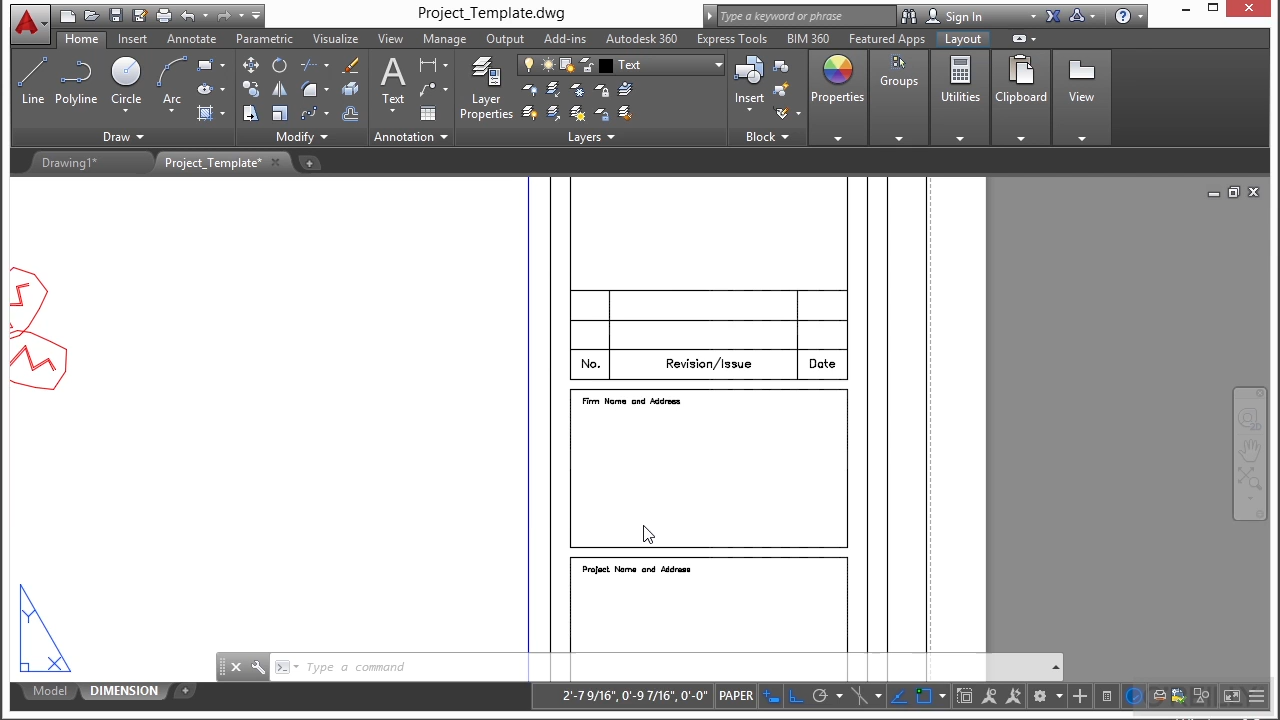 Project_Template.dwg
Type a keyword or phrase
Sign In
Home Insert Annotate Parametric Visualize View Manage Output Add-ins Autodesk 360 Express Tools BIM 360 Featured Apps Layout
Line Polyline Circle Arc
Text
Layer
Properties
Text
Insert
Properties
Groups
Utilities
Clipboard
View
Draw Modify Annotation Layers Block
Drawing1* Project_Template*
No. Revision/Issue Date
Firm Name and Address
Project Name and Address
Y
X
Type a command
Model DIMENSION
2'-7 9/16", 0'-9 7/16", 0'-0" PAPER